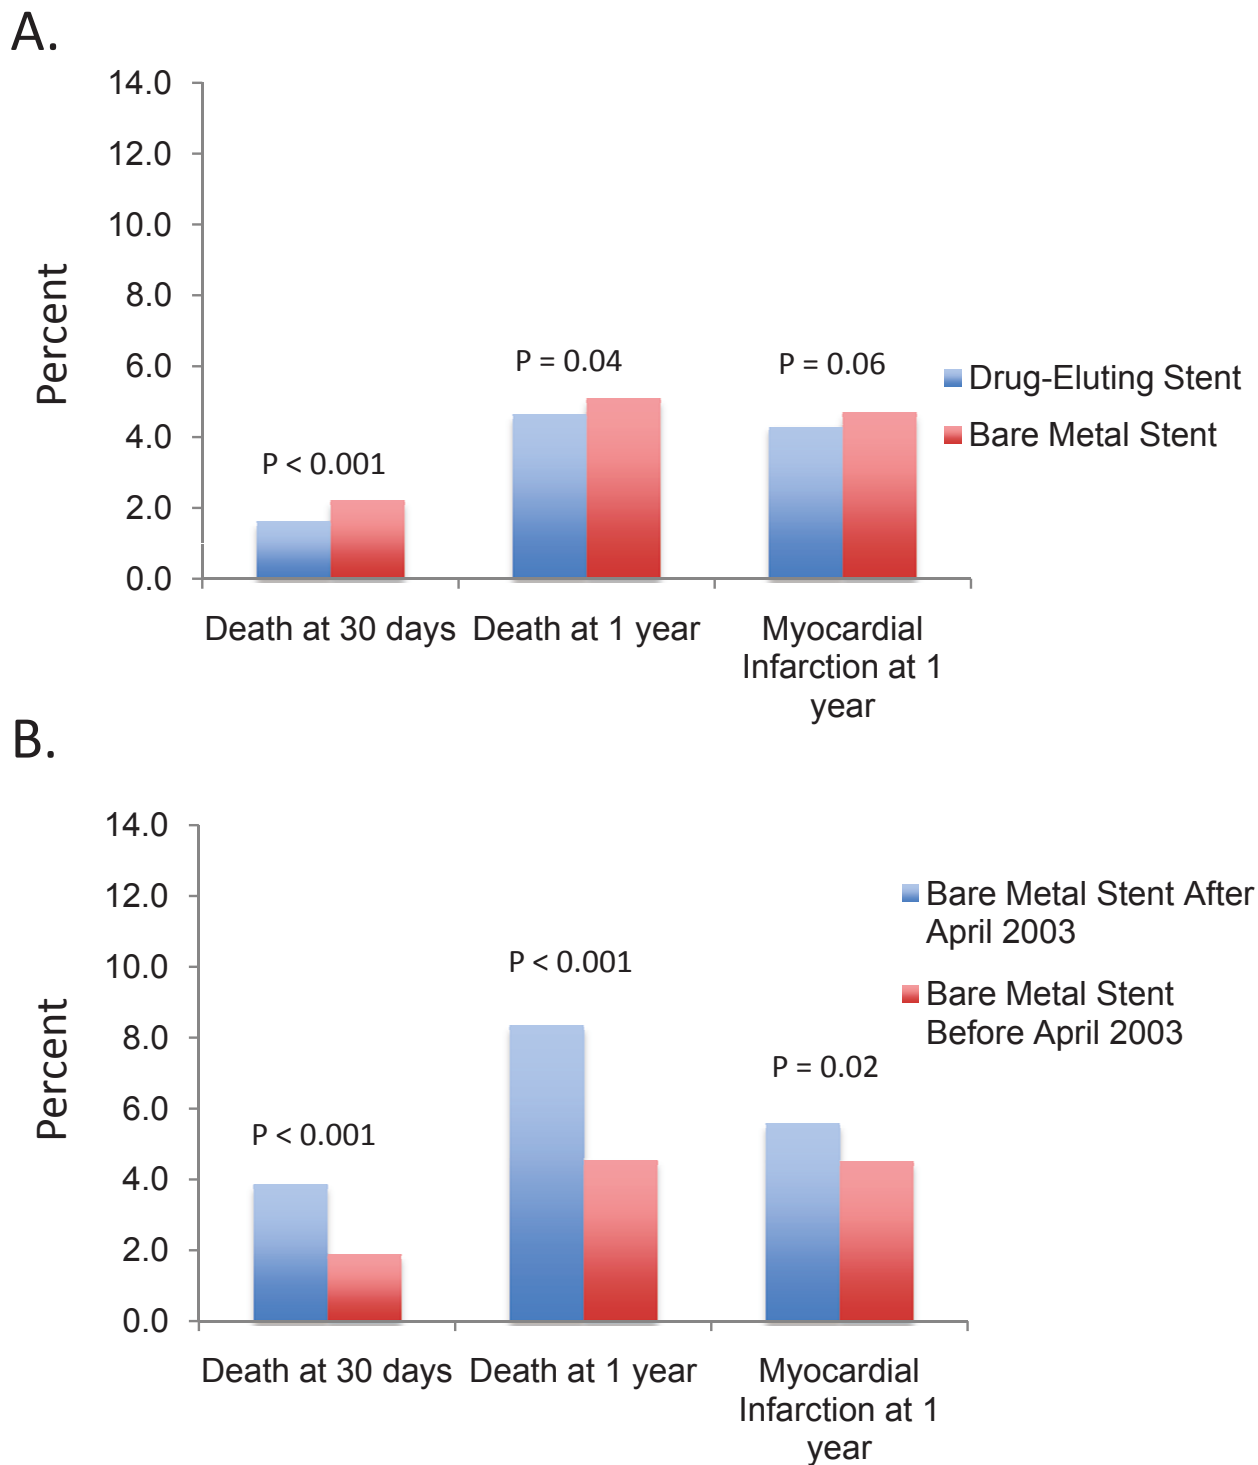 A.
14.0
12.0
10.0
8.0
6.0
4.0
2.0
0.0
Percent
P < 0.001
P = 0.04
P = 0.06
Drug-Eluting Stent
Bare Metal Stent
Death at 30 days
Death at 1 year
Myocardial
Infarction at 1
year
B.
14.0
12.0
10.0
8.0
6.0
4.0
2.0
0.0
Percent
P < 0.001
P < 0.001
P = 0.02
Bare Metal Stent After
April 2003
Bare Metal Stent
Before April 2003
Death at 30 days
Death at 1 year
Myocardial
Infarction at 1
year